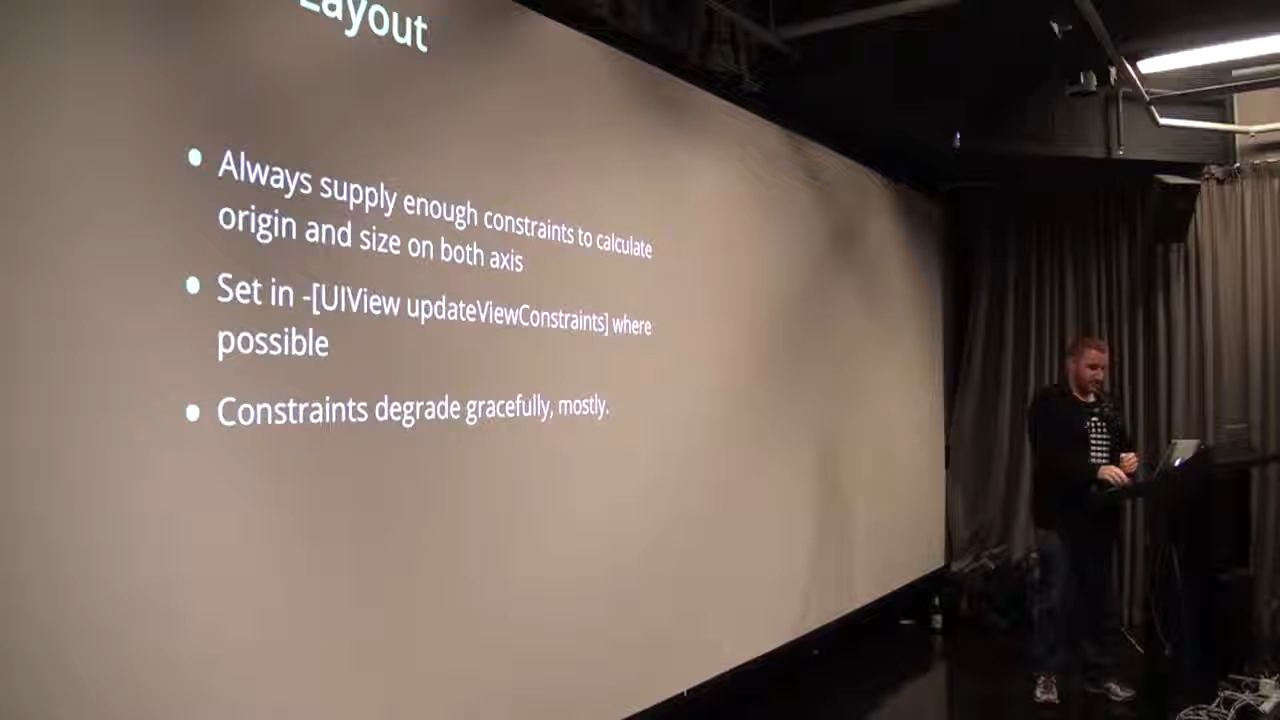 Layout
• Always supply enough constraints to calculate
origin and size on both axis
• Set in -[UIView updateViewConstraints] where
possible
• Constraints degrade gracefully, mostly.